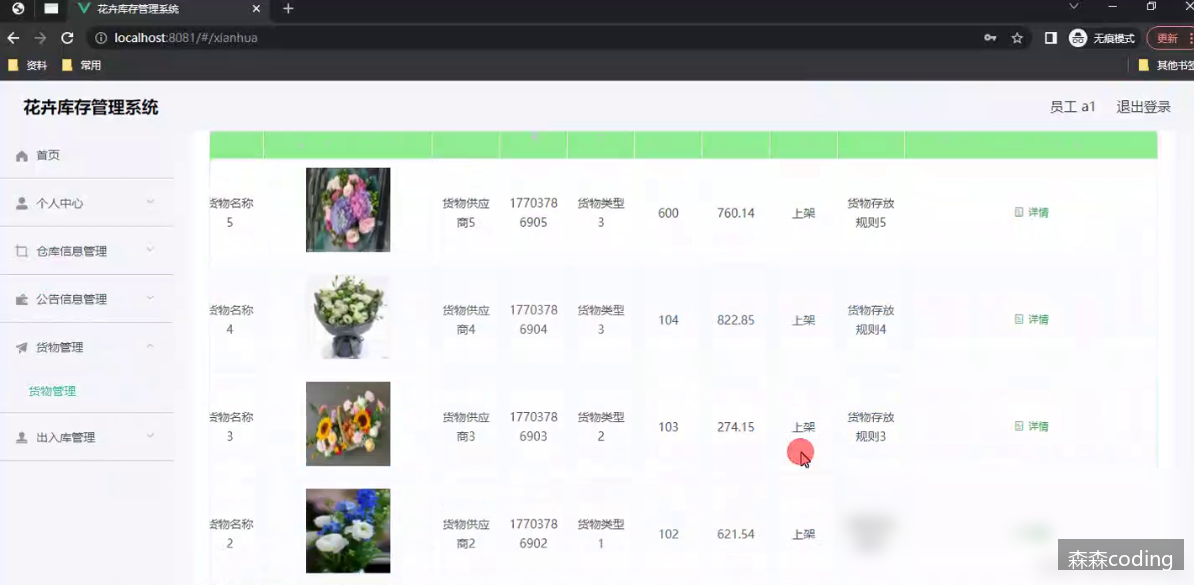 花卉库存管理系统
localhost:8081/#/xianhua
无痕模式
更新
资料
常用
其他书签
花卉库存管理系统
员工 a1
退出登录
首页
个人中心
仓库信息管理
公告信息管理
货物管理
货物管理
出入库管理
货物名称
5
货物供应
商5
1770378
6905
货物类型
3
600
760.14
上架
货物存放
规则5
详情
货物名称
4
货物供应
商4
1770378
6904
货物类型
3
104
822.85
上架
货物存放
规则4
详情
货物名称
3
货物供应
商3
1770378
6903
货物类型
2
103
274.15
上架
货物存放
规则3
详情
货物名称
2
货物供应
商2
1770378
6902
货物类型
1
102
621.54
上架
森森coding